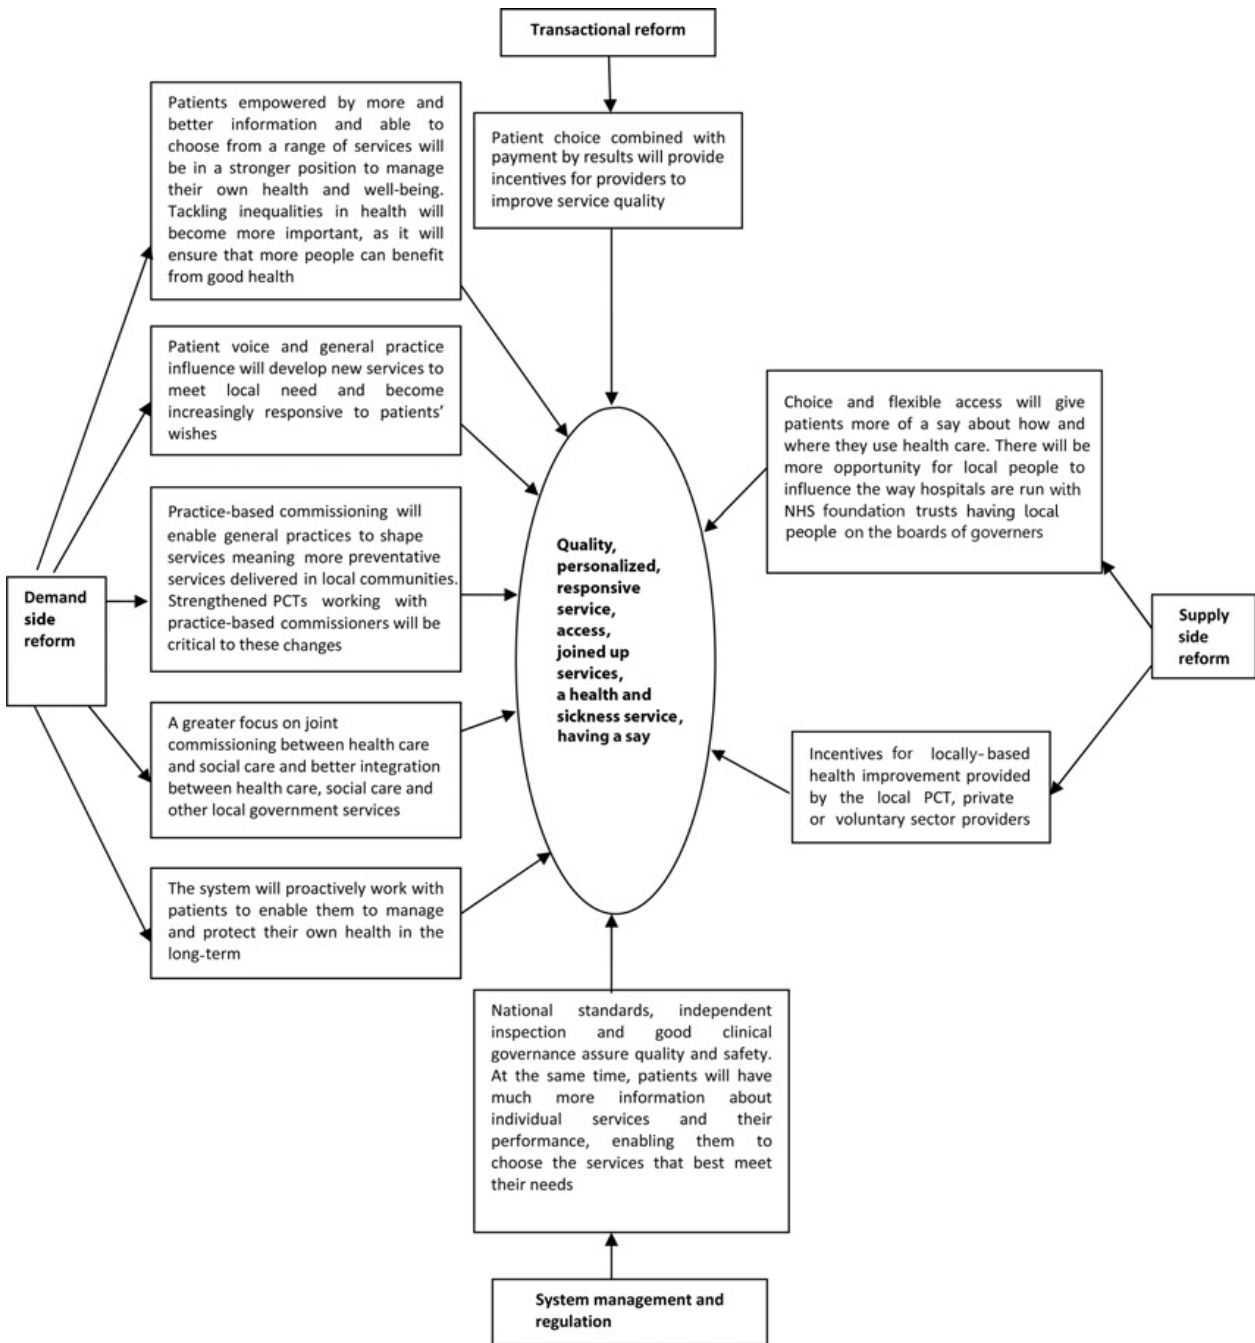 Transactional reform
Patient choice combined with
payment by results will provide
incentives for providers to
improve service quality
Patients empowered by more and
better information and able to
choose from a range of services will
be in a stronger position to manage
their own health and well-being.
Tackling inequalities in health will
become more important, as it will
ensure that more people can benefit
from good health
Patient voice and general practice
influence will develop new services to
meet local need and become
increasingly responsive to patients'
wishes
Practice-based commissioning will
enable general practices to shape
services meaning more preventative
services delivered in local communities.
Strengthened PCTs working with
practice-based commissioners will be
critical to these changes
A greater focus on joint
commissioning between health care
and social care and better integration
between health care, social care and
other local government services
The system will proactively work with
patients to enable them to manage
and protect their own health in the
long-term
Demand
side
reform
Quality,
personalized,
responsive
service,
access,
joined up
services,
a health and
sickness service,
having a say
Choice and flexible access will give
patients more of a say about how and
where they use health care. There will be
more opportunity for local people to
influence the way hospitals are run with
NHS foundation trusts having local
people on the boards of governers
Supply
side
reform
Incentives for locally-based
health improvement provided
by the local PCT, private
or voluntary sector providers
National standards, independent
inspection and good clinical
governance assure quality and safety.
At the same time, patients will have
much more information about
individual services and their
performance, enabling them to
choose the services that best meet
their needs
System management and
regulation